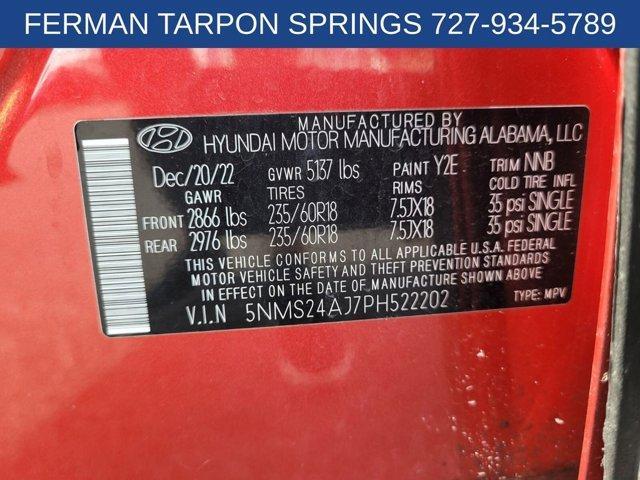 FERMAN TARPON SPRINGS 727-934-5789
MANUFACTURED BY
HYUNDAI MOTOR MANUFACTURING ALABAMA, LLC
Dec/20/22 GVWR 5137 lbs PAINT Y2E TRIM NNB
GAWR TIRES RIMS COLD TIRE INFL
FRONT 2866 lbs 235/60R18 7.5JX18 35 psi SINGLE
REAR 2976 lbs 235/60R18 7.5JX18 35 psi SINGLE
THIS VEHICLE CONFORMS TO ALL APPLICABLE U.S.A. FEDERAL
MOTOR VEHICLE SAFETY AND THEFT PREVENTION STANDARDS
IN EFFECT ON THE DATE OF MANUFACTURE SHOWN ABOVE.
V.I.N 5NMS24AJ7PH522202 TYPE: MPV